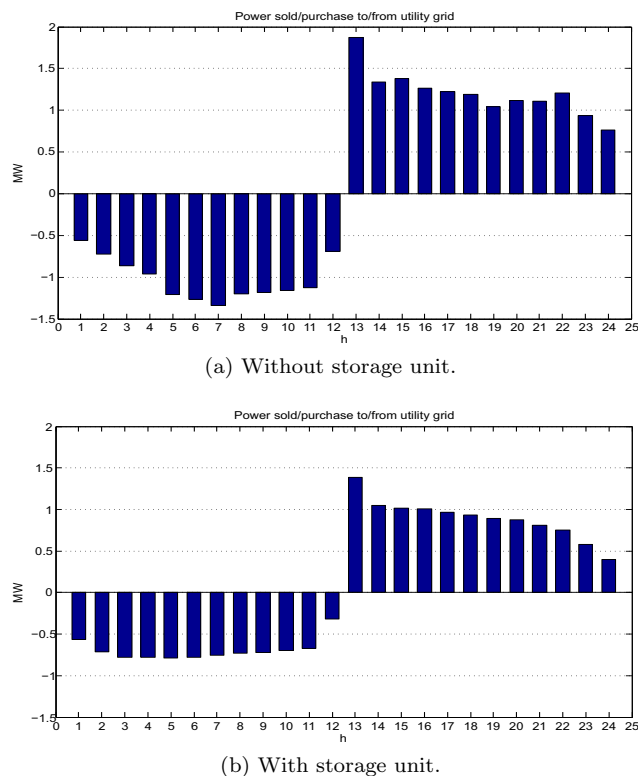 Power sold/purchase to/from utility grid
2
1.5
1
0.5
0
−0.5
−1
−1.5
MW
0 1 2 3 4 5 6 7 8 9 10 11 12 13 14 15 16 17 18 19 20 21 22 23 24 25
h
(a) Without storage unit.
Power sold/purchase to/from utility grid
2
1.5
1
0.5
0
−0.5
−1
−1.5
MW
0 1 2 3 4 5 6 7 8 9 10 11 12 13 14 15 16 17 18 19 20 21 22 23 24 25
h
(b) With storage unit.